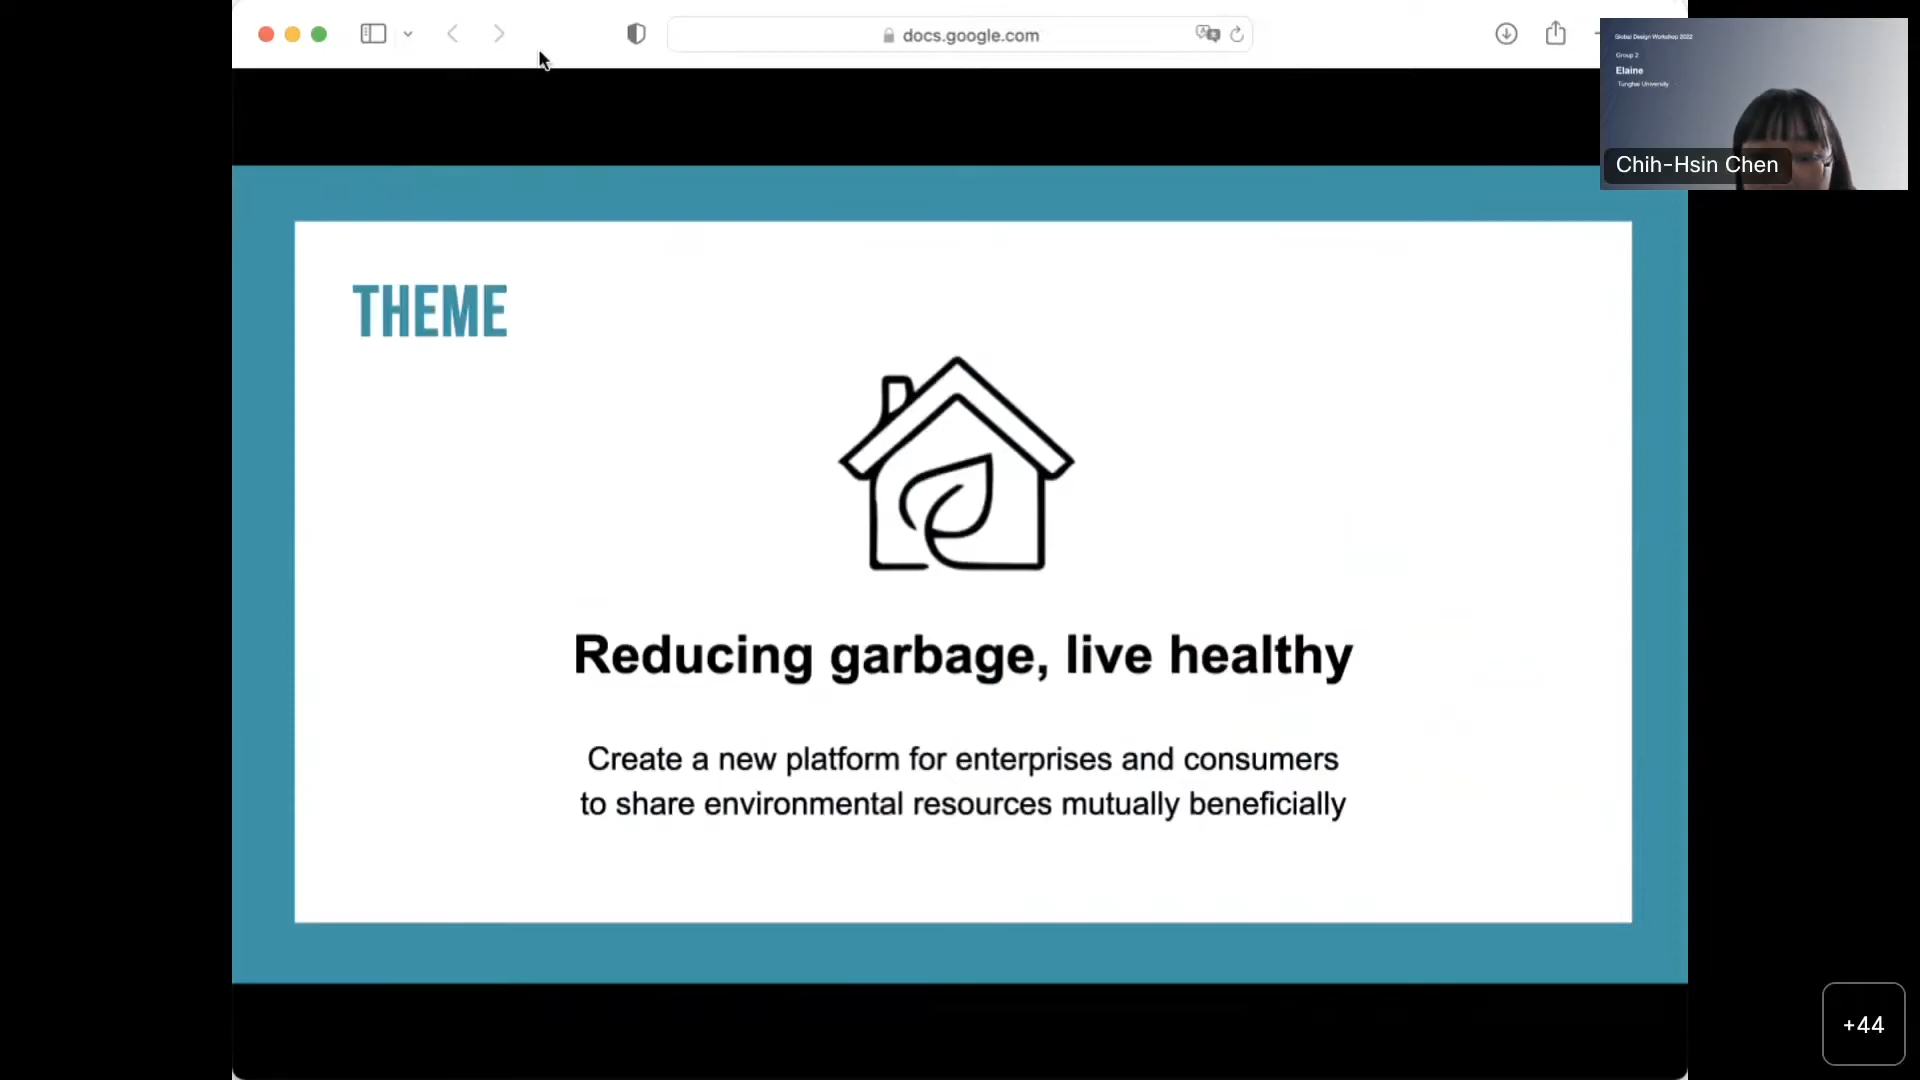 docs.google.com
Global Design Workshop 2022
Group 2
Elaine
Tunghai University
Chih-Hsin Chen
THEME
Reducing garbage, live healthy
Create a new platform for enterprises and consumers
to share environmental resources mutually beneficially
+44